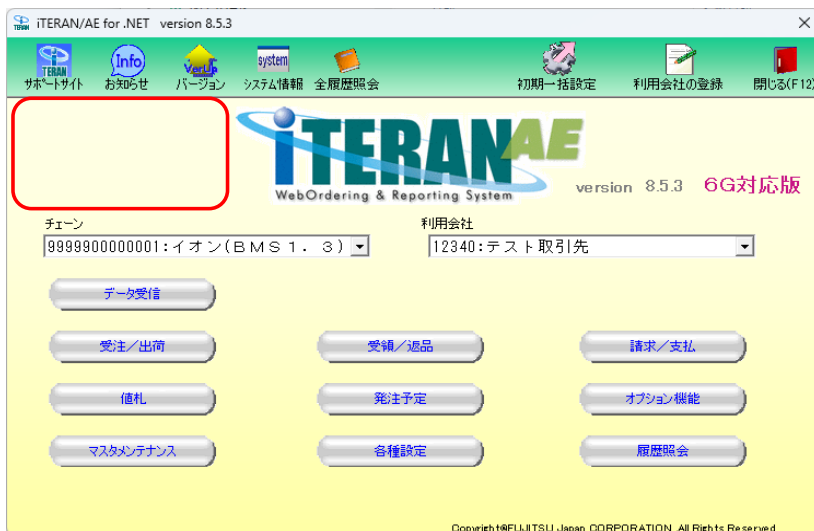 iTERAN/AE for .NET version 8.5.3
TERAN
Info
VerUp
system
サポートサイト お知らせ バージョン システム情報 全履歴照会 初期一括設定 利用会社の登録 閉じる(F12)
iTERAN AE
WebOrdering & Reporting System
version 8.5.3 6G対応版
チェーン 利用会社
9999900000001:イオン(BMS1.3) 12340:テスト取引先
データ受信
受注/出荷 受領/返品 請求/支払
値札 発注予定 オプション機能
マスタメンテナンス 各種設定 履歴照会
Copyright©FUJITSU Japan CORPORATION. All Rights Reserved